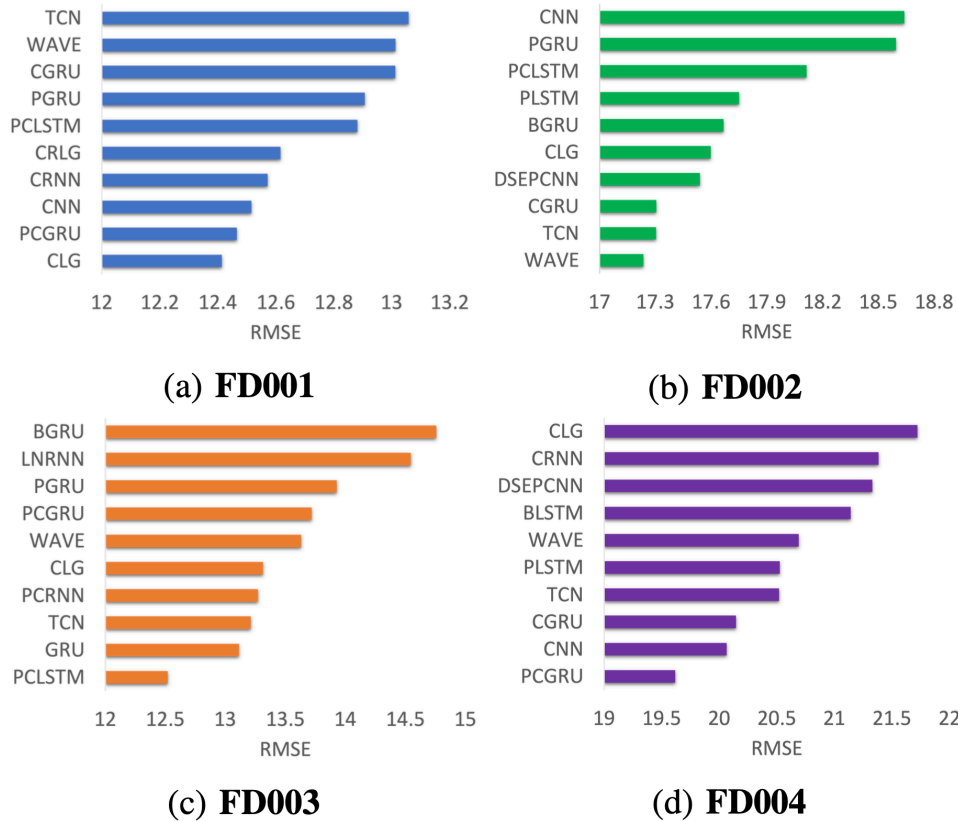 TCN
WAVE
CGRU
PGRU
PCLSTM
CRLG
CRNN
CNN
PCGRU
CLG
12 12.2 12.4 12.6 12.8 13 13.2
RMSE
(a) FD001
CNN
PGRU
PCLSTM
PLSTM
BGRU
CLG
DSEPCNN
CGRU
TCN
WAVE
17 17.3 17.6 17.9 18.2 18.5 18.8
RMSE
(b) FD002
BGRU
LNRNN
PGRU
PCGRU
WAVE
CLG
PCRNN
TCN
GRU
PCLSTM
12 12.5 13 13.5 14 14.5 15
RMSE
(c) FD003
CLG
CRNN
DSEPCNN
BLSTM
WAVE
PLSTM
TCN
CGRU
CNN
PCGRU
19 19.5 20 20.5 21 21.5 22
RMSE
(d) FD004